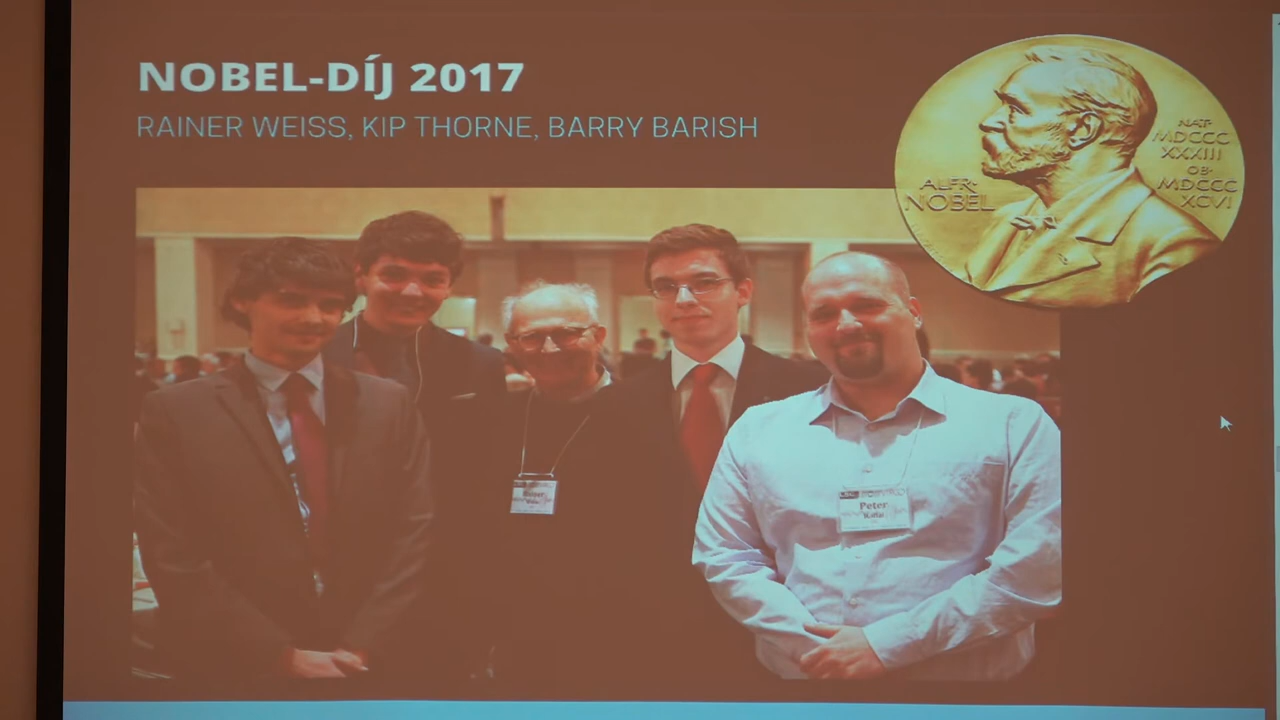 NOBEL-DÍJ 2017
RAINER WEISS, KIP THORNE, BARRY BARISH
ALFR·
NOBEL
NAT·
MDCCC
XXXIII
OB·
MDCCC
XCVI
Peter